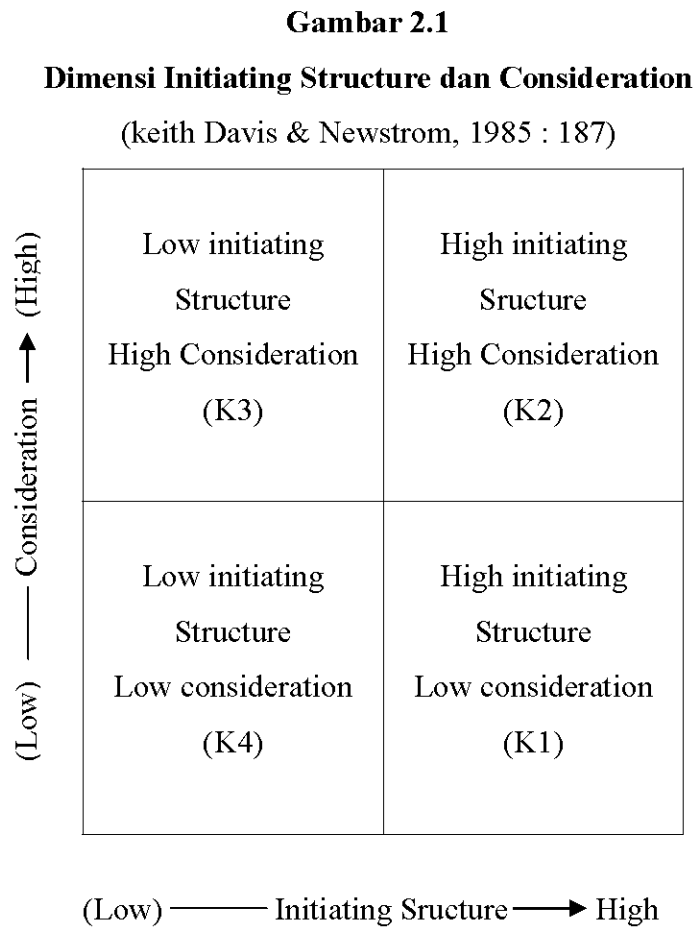 Gambar 2.1
Dimensi Initiating Structure dan Consideration
(keith Davis & Newstrom, 1985 : 187)
(Low) Consideration (High)
Low initiating
Structure
High Consideration
(K3)
High initiating
Sructure
High Consideration
(K2)
Low initiating
Structure
Low consideration
(K4)
High initiating
Structure
Low consideration
(K1)
(Low) Initiating Sructure High